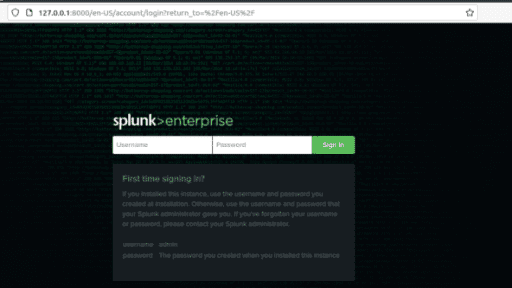 127.0.0.1:8000/en-US/account/login?return_to=%2Fen-US%2F
splunk>enterprise
Username Password Sign In
First time signing in?
If you installed this instance, use the username and password you
created at installation. Otherwise, use the username and password that
your Splunk administrator gave you. If you've forgotten your username
or password, please contact your Splunk administrator.
username admin
password The password you created when you installed this instance